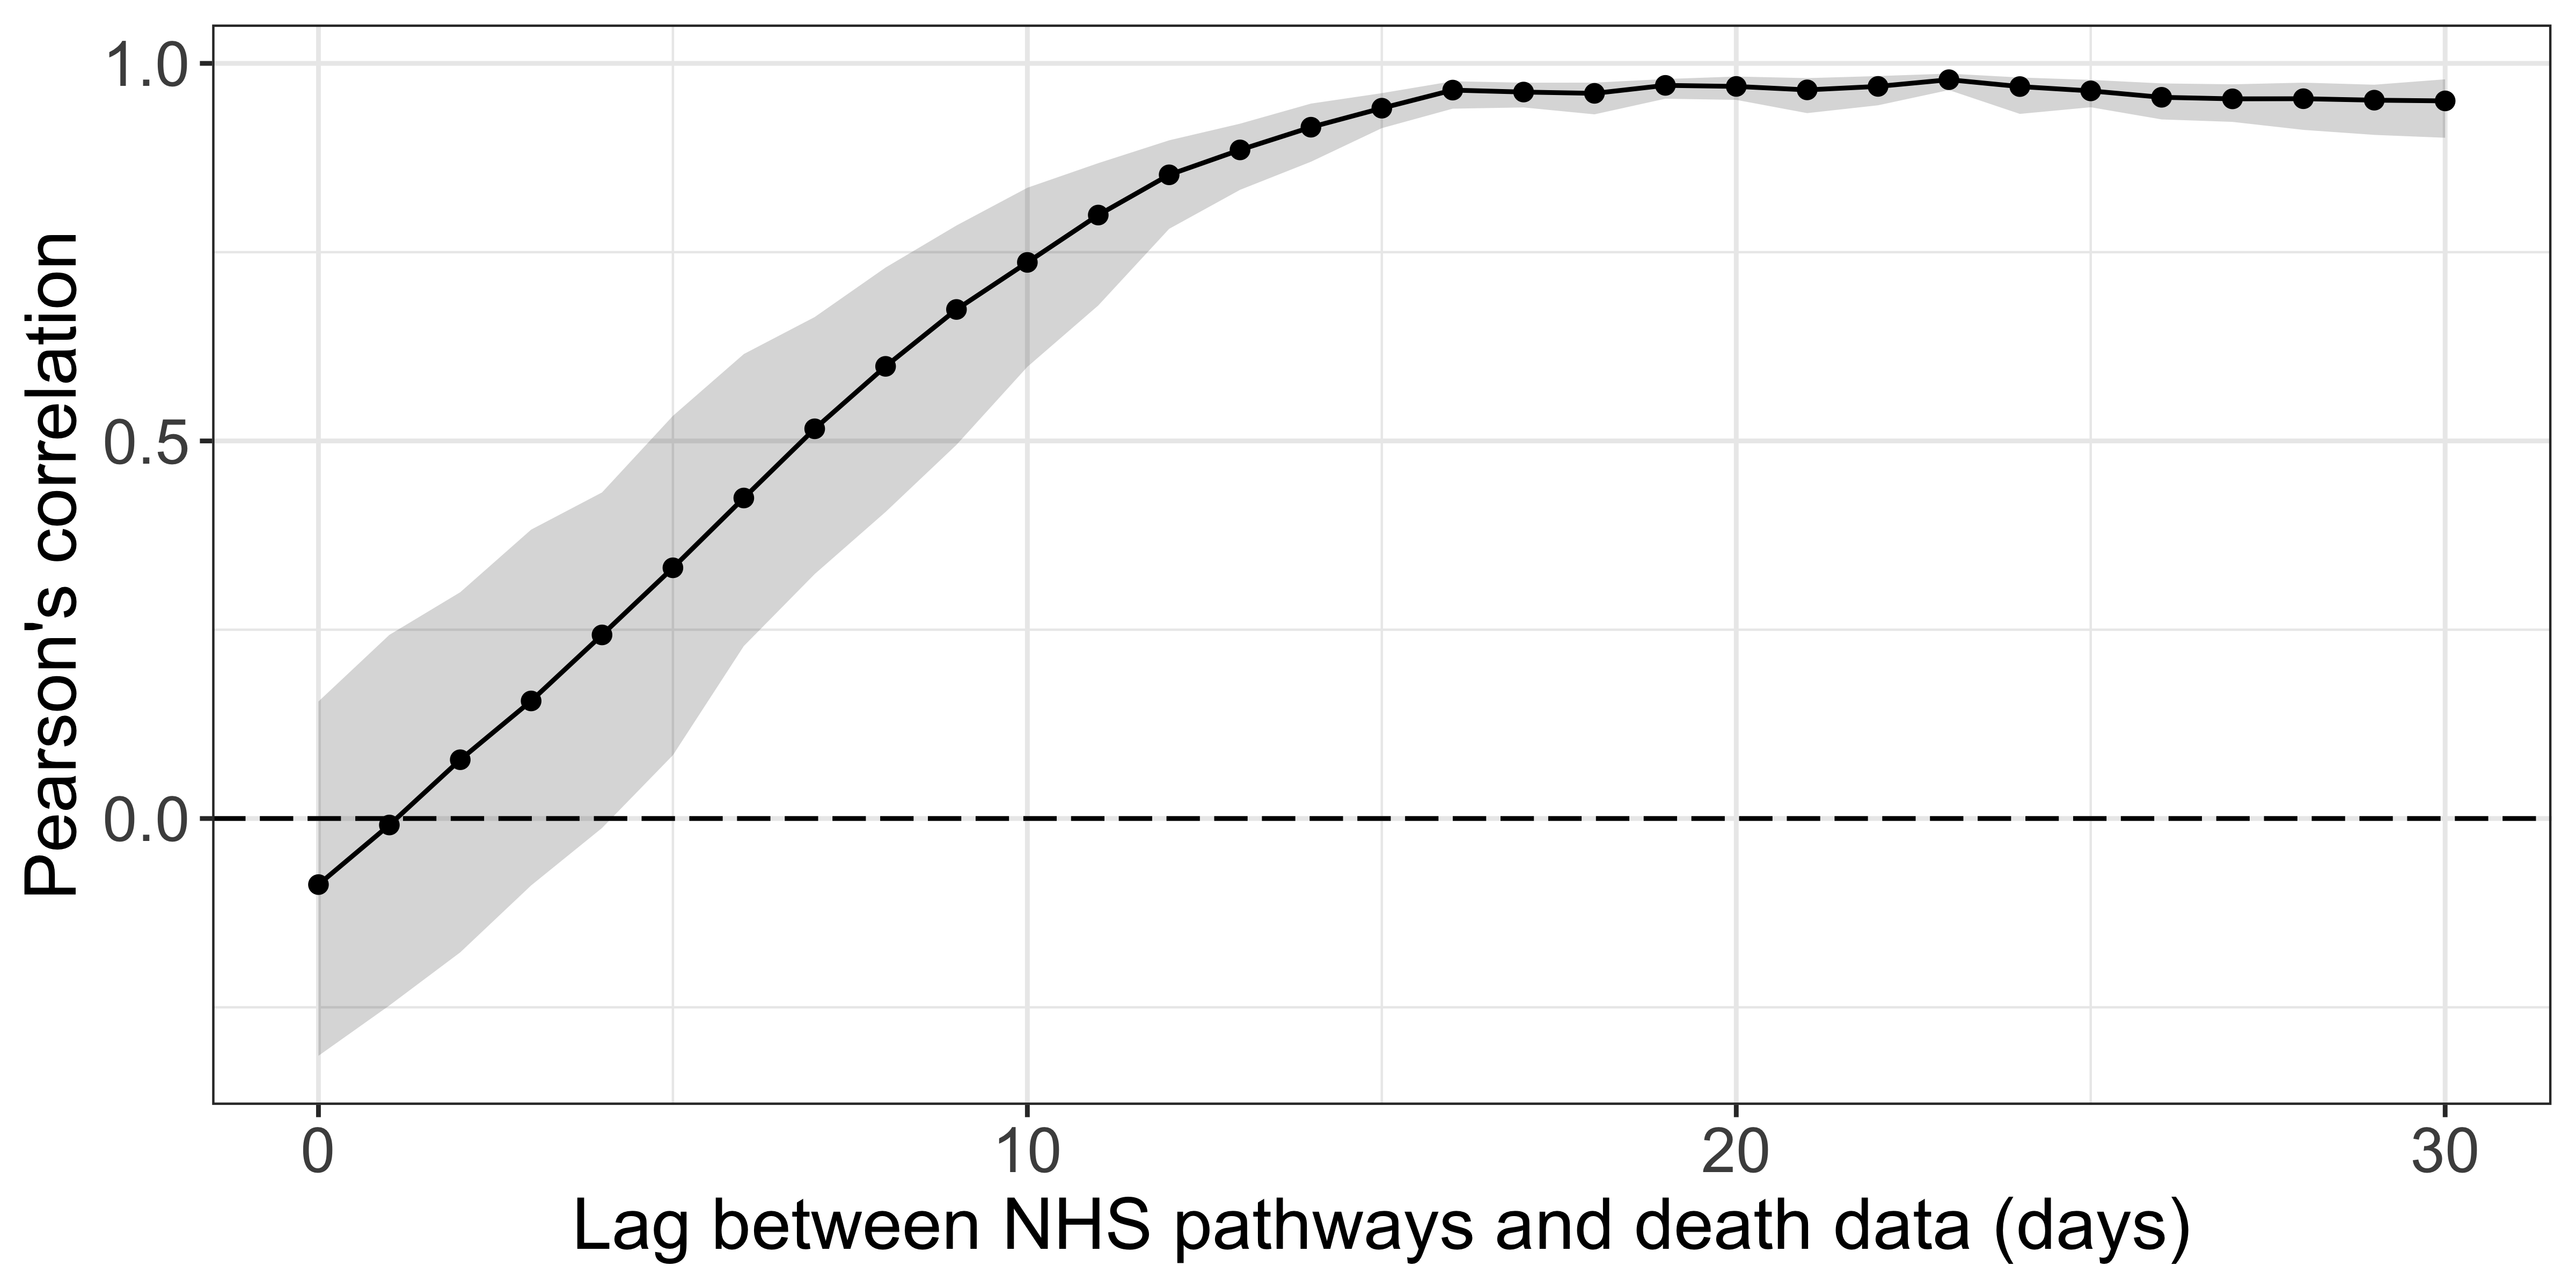 Pearson's correlation
1.0
0.5
0.0
0 10 20 30
Lag between NHS pathways and death data (days)